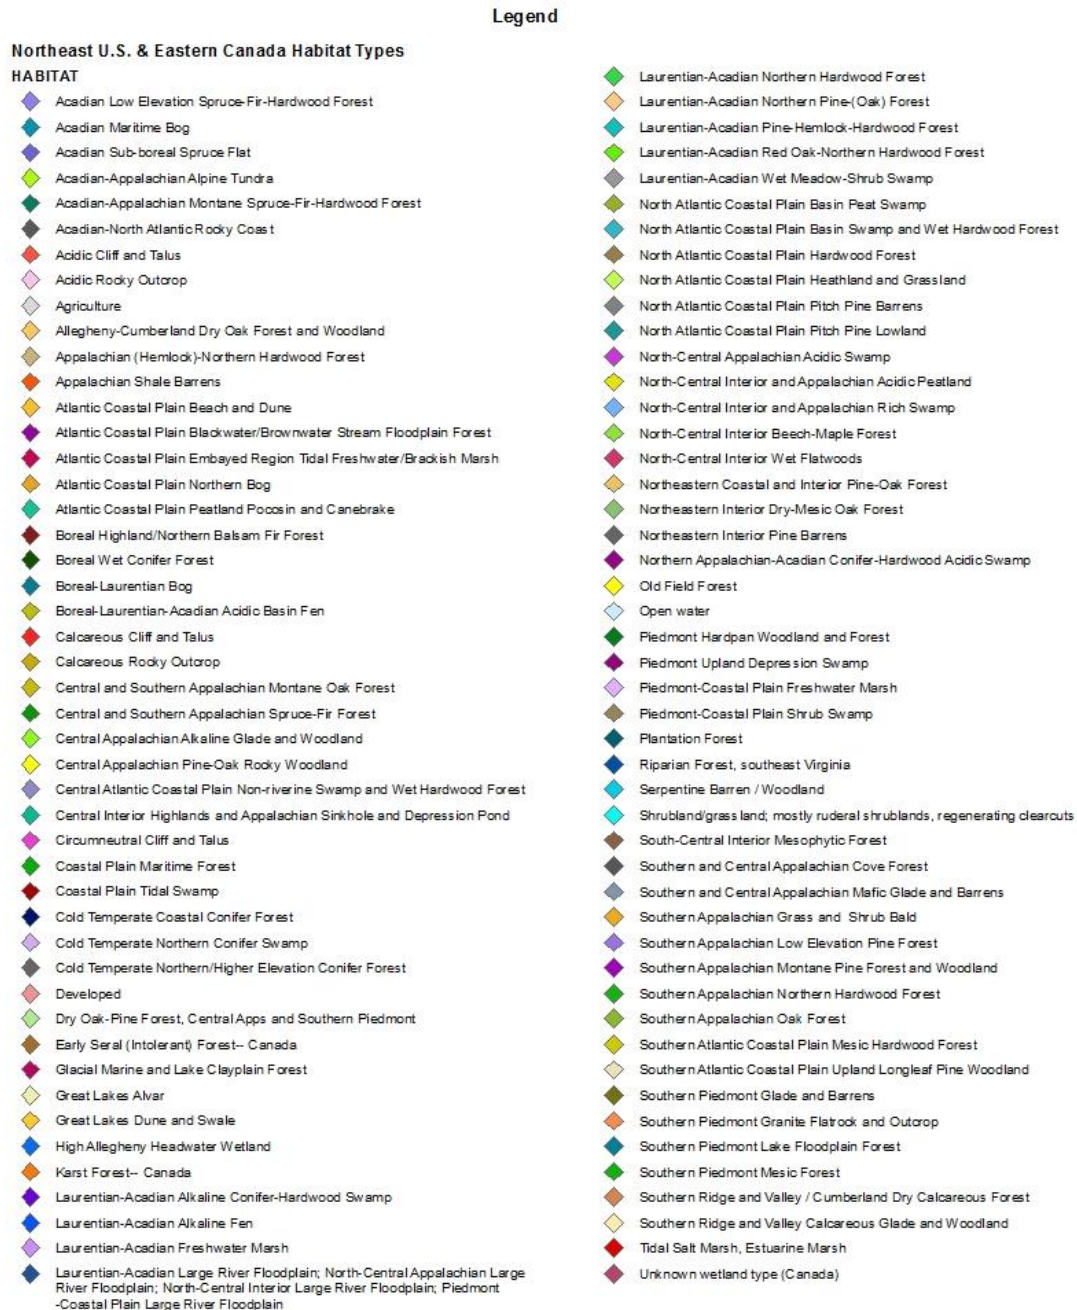 Legend
Northeast U.S. & Eastern Canada Habitat Types
HABITAT
Acadian Low Elevation Spruce-Fir-Hardwood Forest
Acadian Maritime Bog
Acadian Sub-boreal Spruce Flat
Acadian-Appalachian Alpine Tundra
Acadian-Appalachian Montane Spruce-Fir-Hardwood Forest
Acadian-North Atlantic Rocky Coast
Acidic Cliff and Talus
Acidic Rocky Outcrop
Agriculture
Allegheny-Cumberland Dry Oak Forest and Woodland
Appalachian (Hemlock)-Northern Hardwood Forest
Appalachian Shale Barrens
Atlantic Coastal Plain Beach and Dune
Atlantic Coastal Plain Blackwater/Brownwater Stream Floodplain Forest
Atlantic Coastal Plain Embayed Region Tidal Freshwater/Brackish Marsh
Atlantic Coastal Plain Northern Bog
Atlantic Coastal Plain Peatland Pocosin and Canebrake
Boreal Highland/Northern Balsam Fir Forest
Boreal Wet Conifer Forest
Boreal-Laurentian Bog
Boreal-Laurentian-Acadian Acidic Basin Fen
Calcareous Cliff and Talus
Calcareous Rocky Outcrop
Central and Southern Appalachian Montane Oak Forest
Central and Southern Appalachian Spruce-Fir Forest
Central Appalachian Alkaline Glade and Woodland
Central Appalachian Pine-Oak Rocky Woodland
Central Atlantic Coastal Plain Non-riverine Swamp and Wet Hardwood Forest
Central Interior Highlands and Appalachian Sinkhole and Depression Pond
Circumneutral Cliff and Talus
Coastal Plain Maritime Forest
Coastal Plain Tidal Swamp
Cold Temperate Coastal Conifer Forest
Cold Temperate Northern Conifer Swamp
Cold Temperate Northern/Higher Elevation Conifer Forest
Developed
Dry Oak-Pine Forest, Central Apps and Southern Piedmont
Early Seral (Intolerant) Forest-- Canada
Glacial Marine and Lake Clayplain Forest
Great Lakes Alvar
Great Lakes Dune and Swale
High Allegheny Headwater Wetland
Karst Forest-- Canada
Laurentian-Acadian Alkaline Conifer-Hardwood Swamp
Laurentian-Acadian Alkaline Fen
Laurentian-Acadian Freshwater Marsh
Laurentian-Acadian Large River Floodplain; North-Central Appalachian Large
River Floodplain; North-Central Interior Large River Floodplain; Piedmont
-Coastal Plain Large River Floodplain
Laurentian-Acadian Northern Hardwood Forest
Laurentian-Acadian Northern Pine-(Oak) Forest
Laurentian-Acadian Pine-Hemlock-Hardwood Forest
Laurentian-Acadian Red Oak-Northern Hardwood Forest
Laurentian-Acadian Wet Meadow-Shrub Swamp
North Atlantic Coastal Plain Basin Peat Swamp
North Atlantic Coastal Plain Basin Swamp and Wet Hardwood Forest
North Atlantic Coastal Plain Hardwood Forest
North Atlantic Coastal Plain Heathland and Grassland
North Atlantic Coastal Plain Pitch Pine Barrens
North Atlantic Coastal Plain Pitch Pine Lowland
North-Central Appalachian Acidic Swamp
North-Central Interior and Appalachian Acidic Peatland
North-Central Interior and Appalachian Rich Swamp
North-Central Interior Beech-Maple Forest
North-Central Interior Wet Flatwoods
Northeastern Coastal and Interior Pine-Oak Forest
Northeastern Interior Dry-Mesic Oak Forest
Northeastern Interior Pine Barrens
Northern Appalachian-Acadian Conifer-Hardwood Acidic Swamp
Old Field Forest
Open water
Piedmont Hardpan Woodland and Forest
Piedmont Upland Depression Swamp
Piedmont-Coastal Plain Freshwater Marsh
Piedmont-Coastal Plain Shrub Swamp
Plantation Forest
Riparian Forest, southeast Virginia
Serpentine Barren / Woodland
Shrubland/grassland; mostly ruderal shrublands, regenerating clearcuts
South-Central Interior Mesophytic Forest
Southern and Central Appalachian Cove Forest
Southern and Central Appalachian Mafic Glade and Barrens
Southern Appalachian Grass and Shrub Bald
Southern Appalachian Low Elevation Pine Forest
Southern Appalachian Montane Pine Forest and Woodland
Southern Appalachian Northern Hardwood Forest
Southern Appalachian Oak Forest
Southern Atlantic Coastal Plain Mesic Hardwood Forest
Southern Atlantic Coastal Plain Upland Longleaf Pine Woodland
Southern Piedmont Glade and Barrens
Southern Piedmont Granite Flatrock and Outcrop
Southern Piedmont Lake Floodplain Forest
Southern Piedmont Mesic Forest
Southern Ridge and Valley / Cumberland Dry Calcareous Forest
Southern Ridge and Valley Calcareous Glade and Woodland
Tidal Salt Marsh, Estuarine Marsh
Unknown wetland type (Canada)